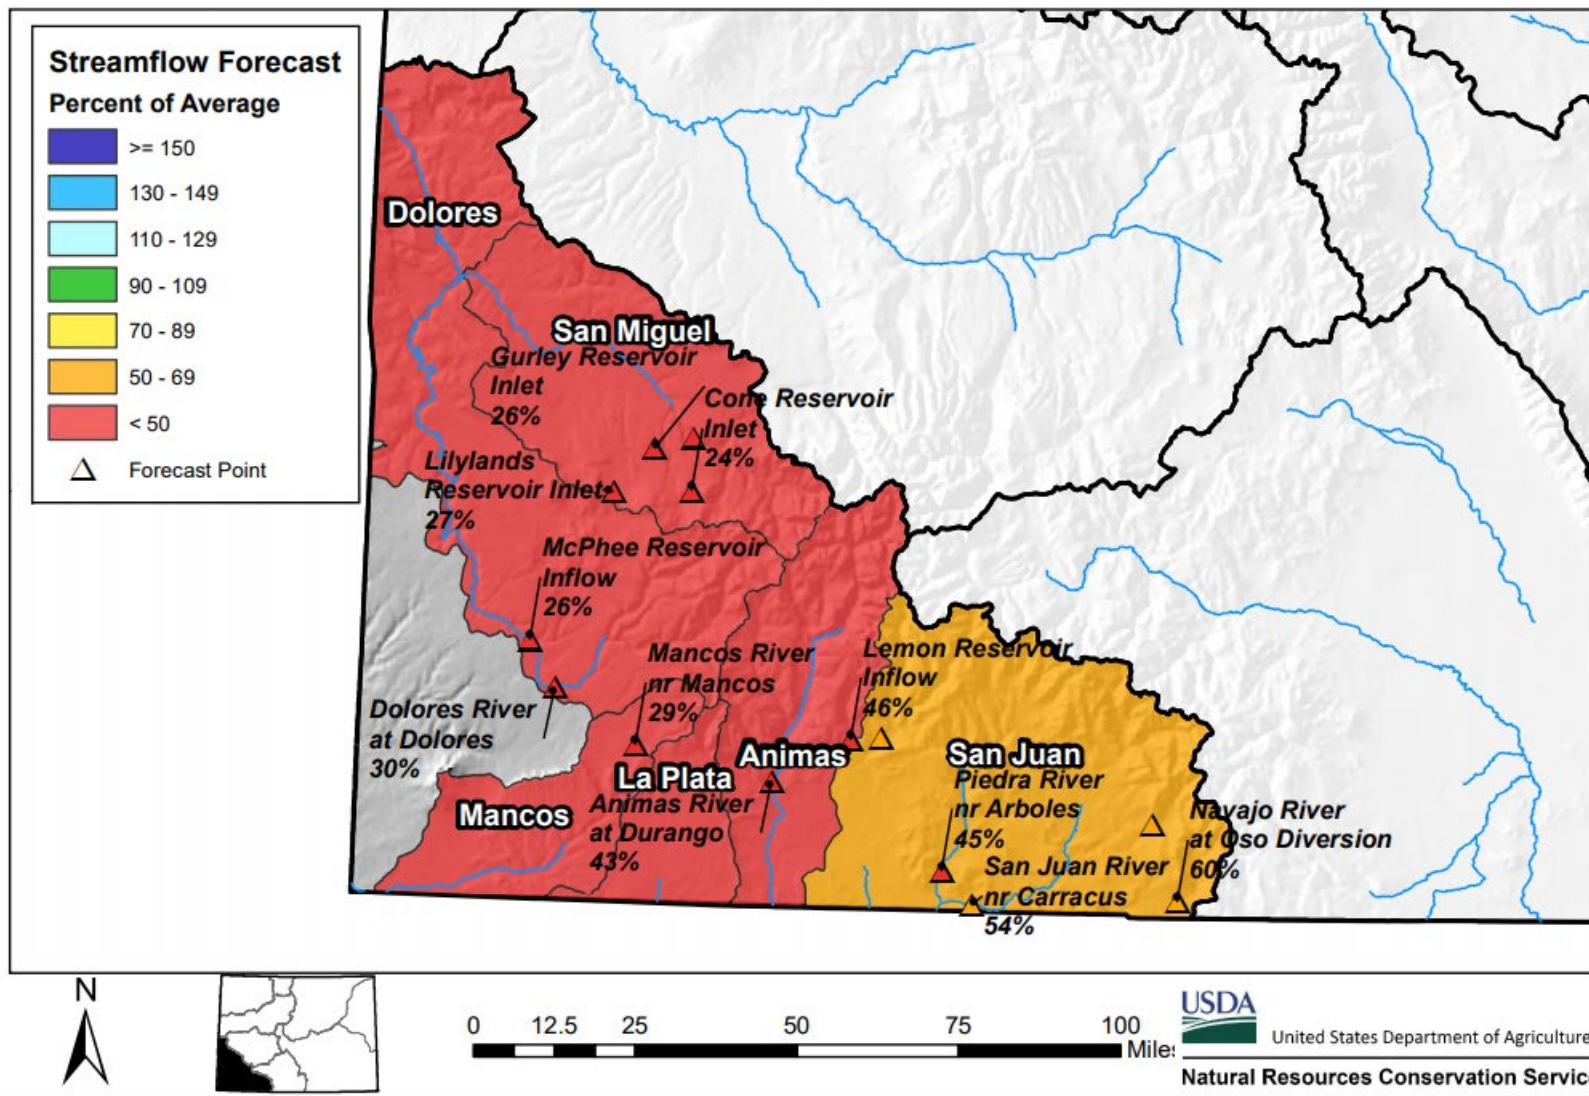 Streamflow Forecast
Percent of Average
>= 150
130 - 149
110 - 129
90 - 109
70 - 89
50 - 69
< 50
Forecast Point
Dolores
San Miguel
Gurley Reservoir
Inlet
26%
Cone Reservoir
Inlet
24%
Lilylands
Reservoir Inlet
27%
McPhee Reservoir
Inflow
26%
Mancos River
nr Mancos
29%
Lemon Reservoir
Inflow
46%
Dolores River
at Dolores
30%
Animas
San Juan
La Plata
Mancos
Animas River
at Durango
43%
Piedra River
nr Arboles
45%
Navajo River
at Oso Diversion
60%
San Juan River
nr Carracus
54%
N
0 12.5 25 50 75 100
Miles
USDA
United States Department of Agriculture
Natural Resources Conservation Servic